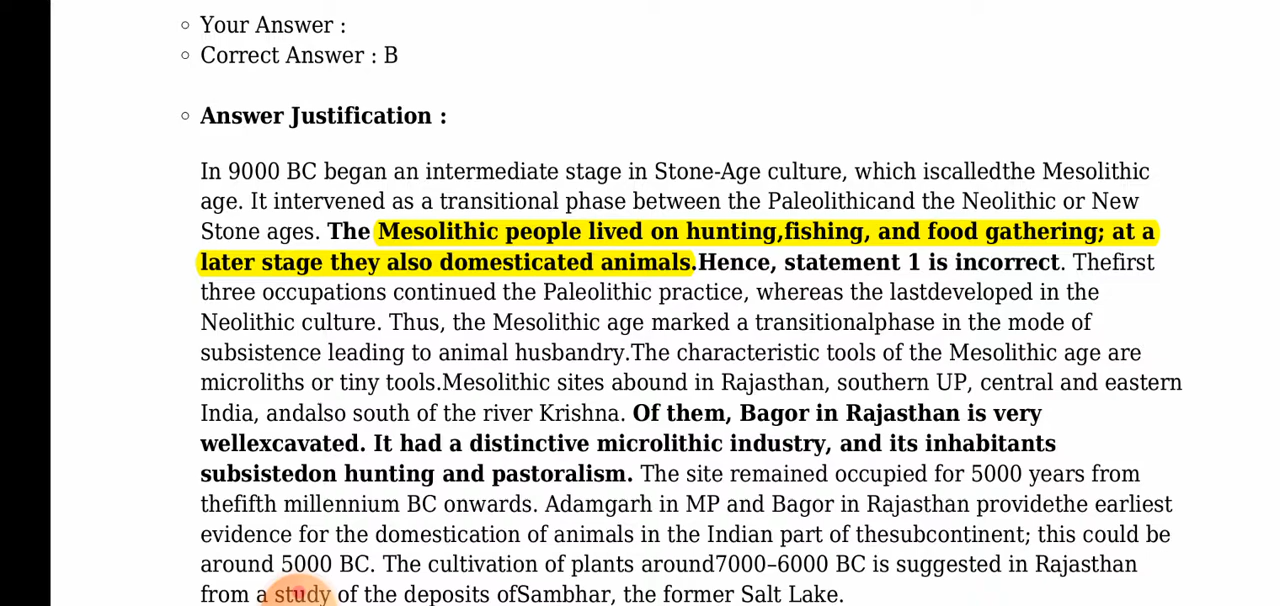 Your Answer :
Correct Answer : B
Answer Justification :
In 9000 BC began an intermediate stage in Stone-Age culture, which iscalledthe Mesolithic
age. It intervened as a transitional phase between the Paleolithicand the Neolithic or New
Stone ages. The Mesolithic people lived on hunting,fishing, and food gathering; at a
later stage they also domesticated animals.Hence, statement 1 is incorrect. Thefirst
three occupations continued the Paleolithic practice, whereas the lastdeveloped in the
Neolithic culture. Thus, the Mesolithic age marked a transitionalphase in the mode of
subsistence leading to animal husbandry.The characteristic tools of the Mesolithic age are
microliths or tiny tools.Mesolithic sites abound in Rajasthan, southern UP, central and eastern
India, andalso south of the river Krishna. Of them, Bagor in Rajasthan is very
wellexcavated. It had a distinctive microlithic industry, and its inhabitants
subsistedon hunting and pastoralism. The site remained occupied for 5000 years from
thefifth millennium BC onwards. Adamgarh in MP and Bagor in Rajasthan providethe earliest
evidence for the domestication of animals in the Indian part of thesubcontinent; this could be
around 5000 BC. The cultivation of plants around7000–6000 BC is suggested in Rajasthan
from a study of the deposits ofSambhar, the former Salt Lake.